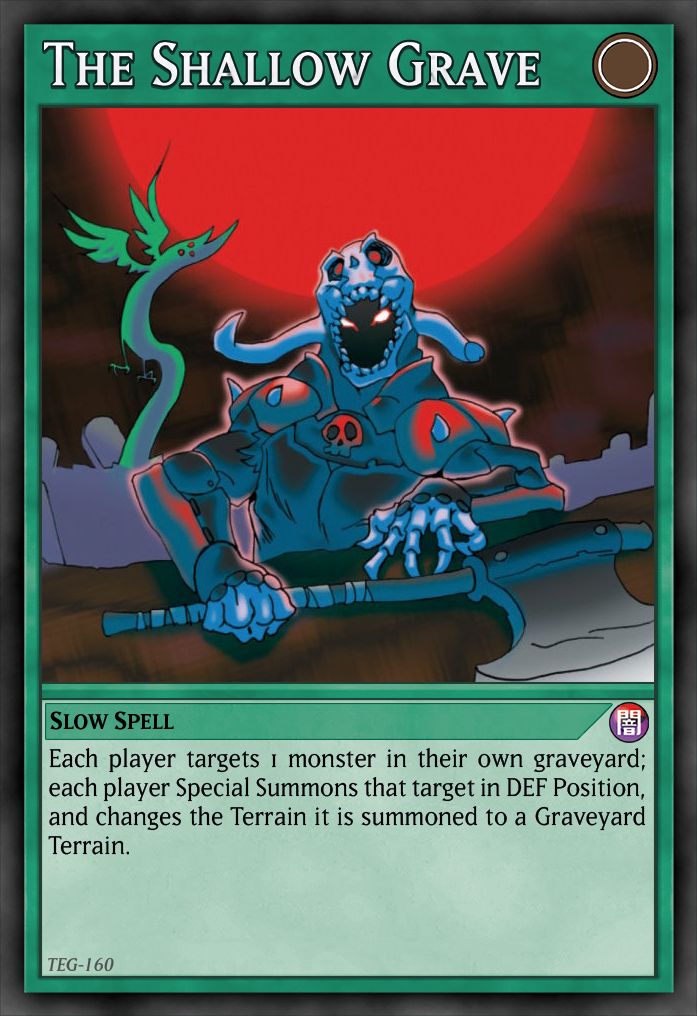 The Shallow Grave
Slow Spell
闇
Each player targets 1 monster in their own graveyard;
each player Special Summons that target in DEF Position,
and changes the Terrain it is summoned to a Graveyard
Terrain.
TEG-160